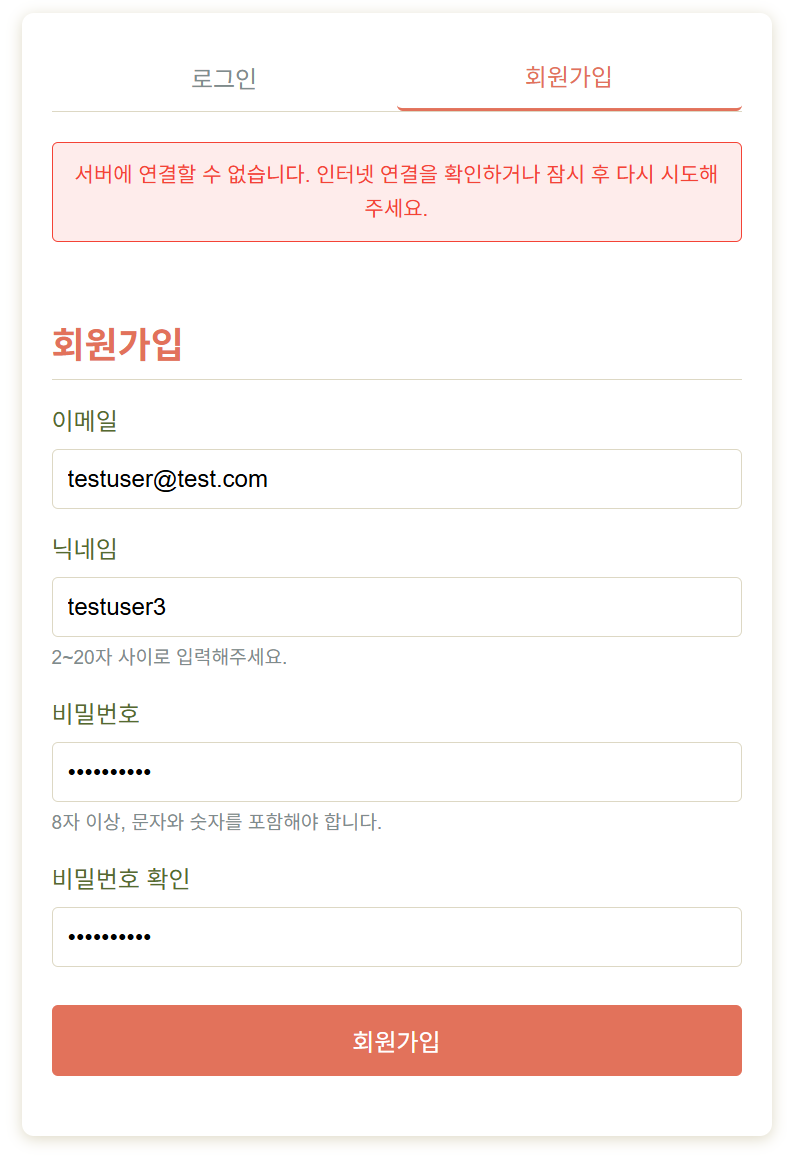 로그인
회원가입
서버에 연결할 수 없습니다. 인터넷 연결을 확인하거나 잠시 후 다시 시도해
주세요.
회원가입
이메일
testuser@test.com
닉네임
testuser3
2~20자 사이로 입력해주세요.
비밀번호
••••••••••
8자 이상, 문자와 숫자를 포함해야 합니다.
비밀번호 확인
••••••••••
회원가입